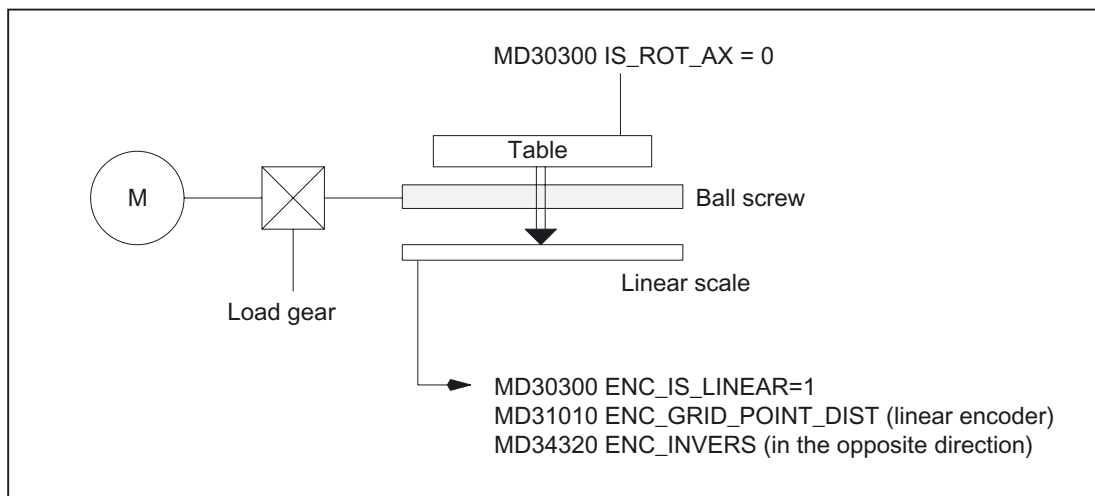 MD30300 IS_ROT_AX = 0
Table
M
Ball screw
Linear scale
Load gear
MD30300 ENC_IS_LINEAR=1
MD31010 ENC_GRID_POINT_DIST (linear encoder)
MD34320 ENC_INVERS (in the opposite direction)